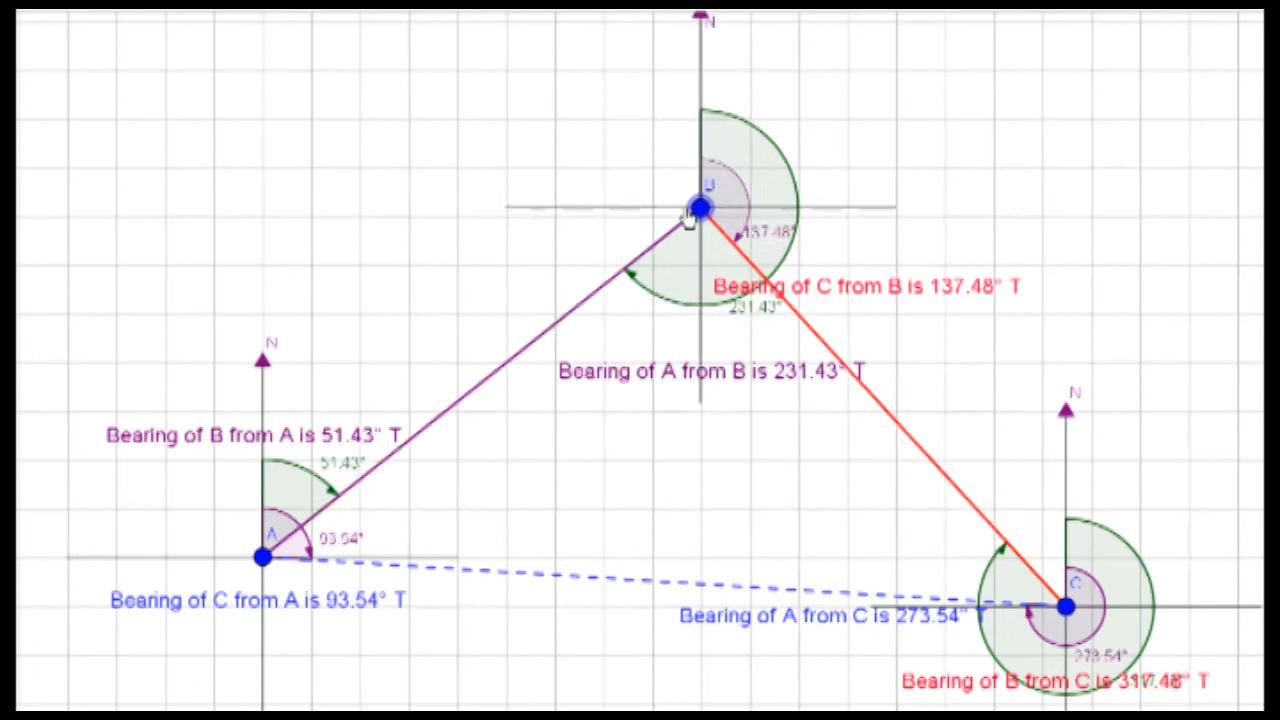 N
B
137.48°
Bearing of C from B is 137.48° T
231.43°
N
Bearing of A from B is 231.43° T
N
Bearing of B from A is 51.43° T
51.43°
A
93.54°
C
Bearing of C from A is 93.54° T
Bearing of A from C is 273.54° T
273.54°
Bearing of B from C is 317.48° T